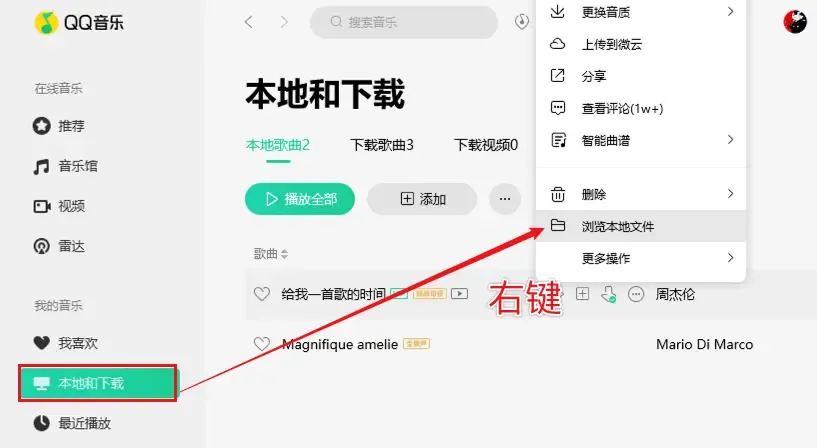 QQ音乐
搜索音乐
在线音乐
推荐
音乐馆
视频
雷达
我的音乐
我喜欢
本地和下载
最近播放
本地和下载
本地歌曲2
下载歌曲3
下载视频0
播放全部
添加
歌曲
给我一首歌的时间
周杰伦
Magnifique amelie
Mario Di Marco
更换音质
上传到微云
分享
查看评论(1w+)
智能曲谱
删除
浏览本地文件
更多操作
右键